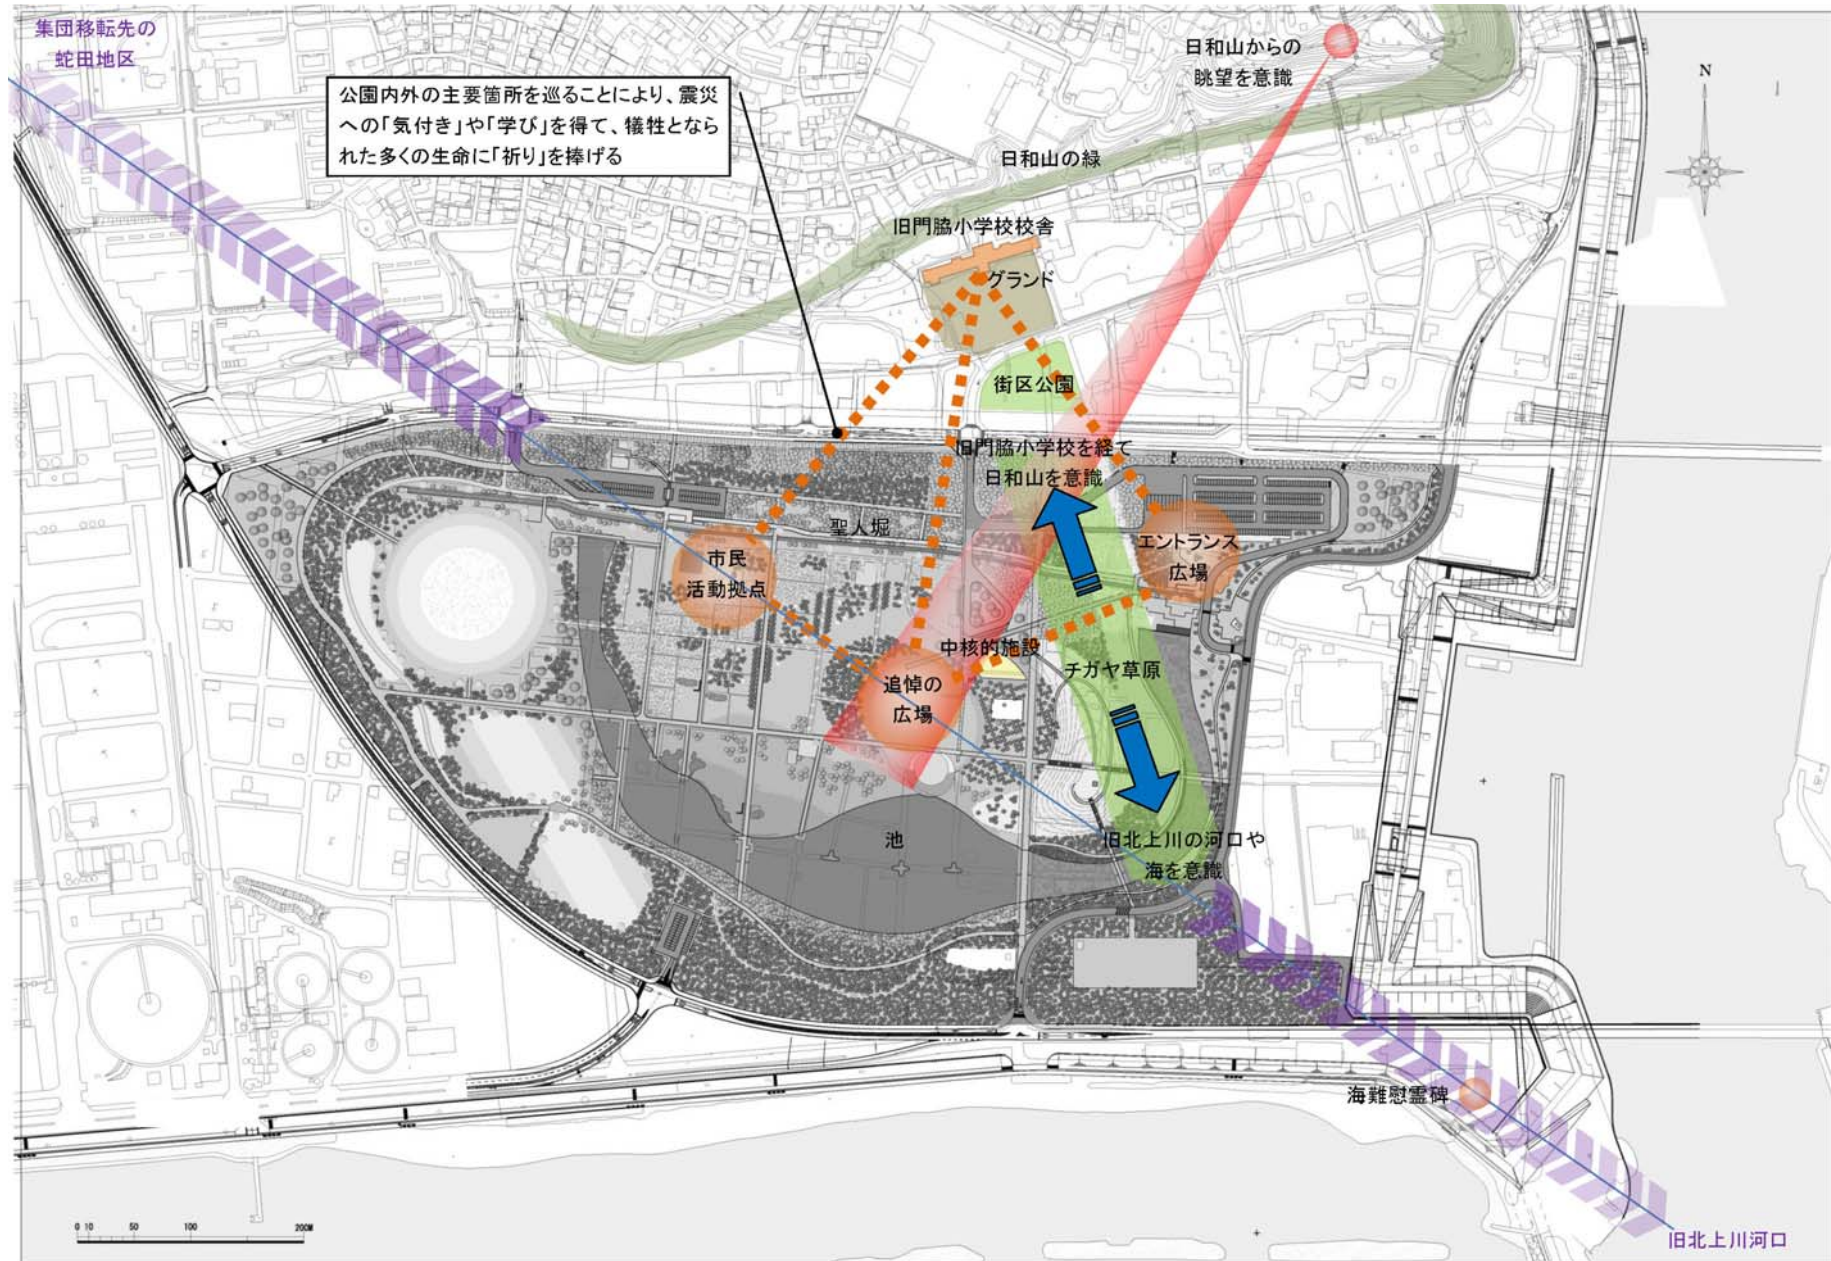 集団移転先の
蛇田地区
公園内外の主要箇所を巡ることにより、震災
への「気付き」や「学び」を得て、犠牲となら
れた多くの生命に「祈り」を捧げる
日和山からの
眺望を意識
N
日和山の緑
旧門脇小学校校舎
グランド
街区公園
旧門脇小学校を経て
日和山を意識
聖人堀
市民
活動拠点
エントランス
広場
中核的施設
チガヤ草原
追悼の
広場
池
旧北上川の河口や
海を意識
海難慰霊碑
旧北上川河口
0 10 50 100 200M